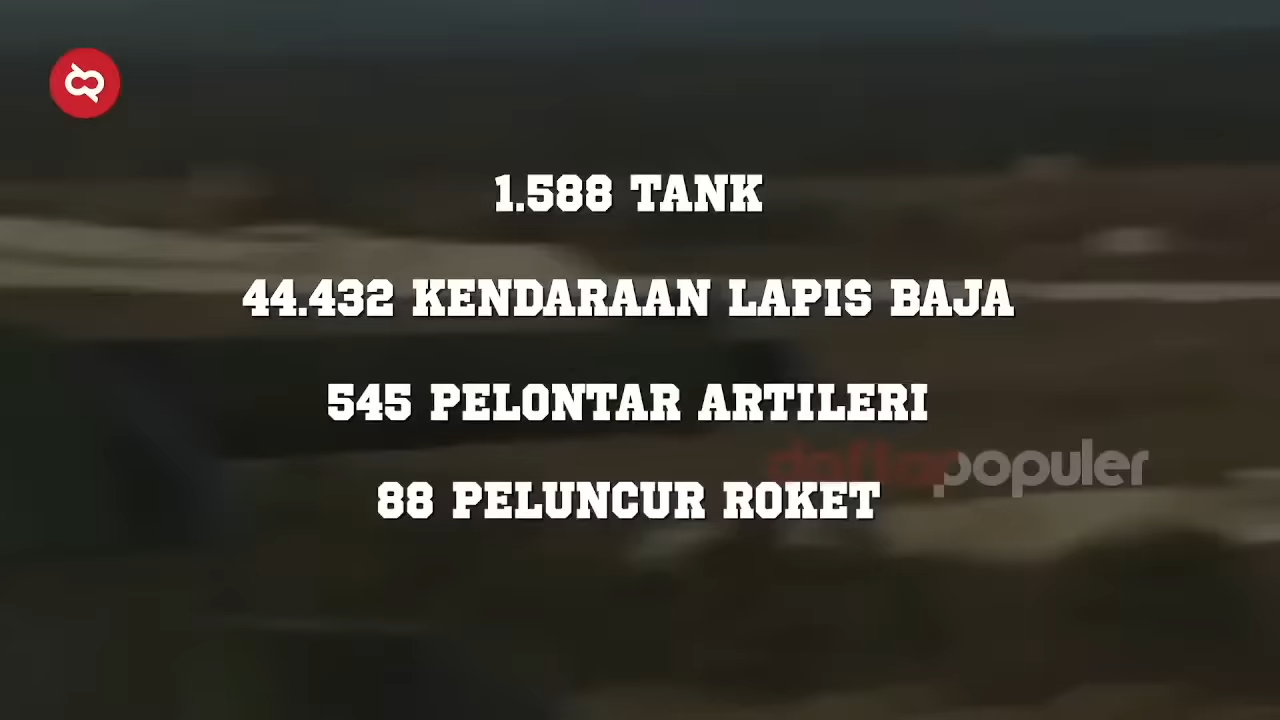 1.588 TANK
44.432 KENDARAAN LAPIS BAJA
545 PELONTAR ARTILERI
daftarpopuler
88 PELUNCUR ROKET